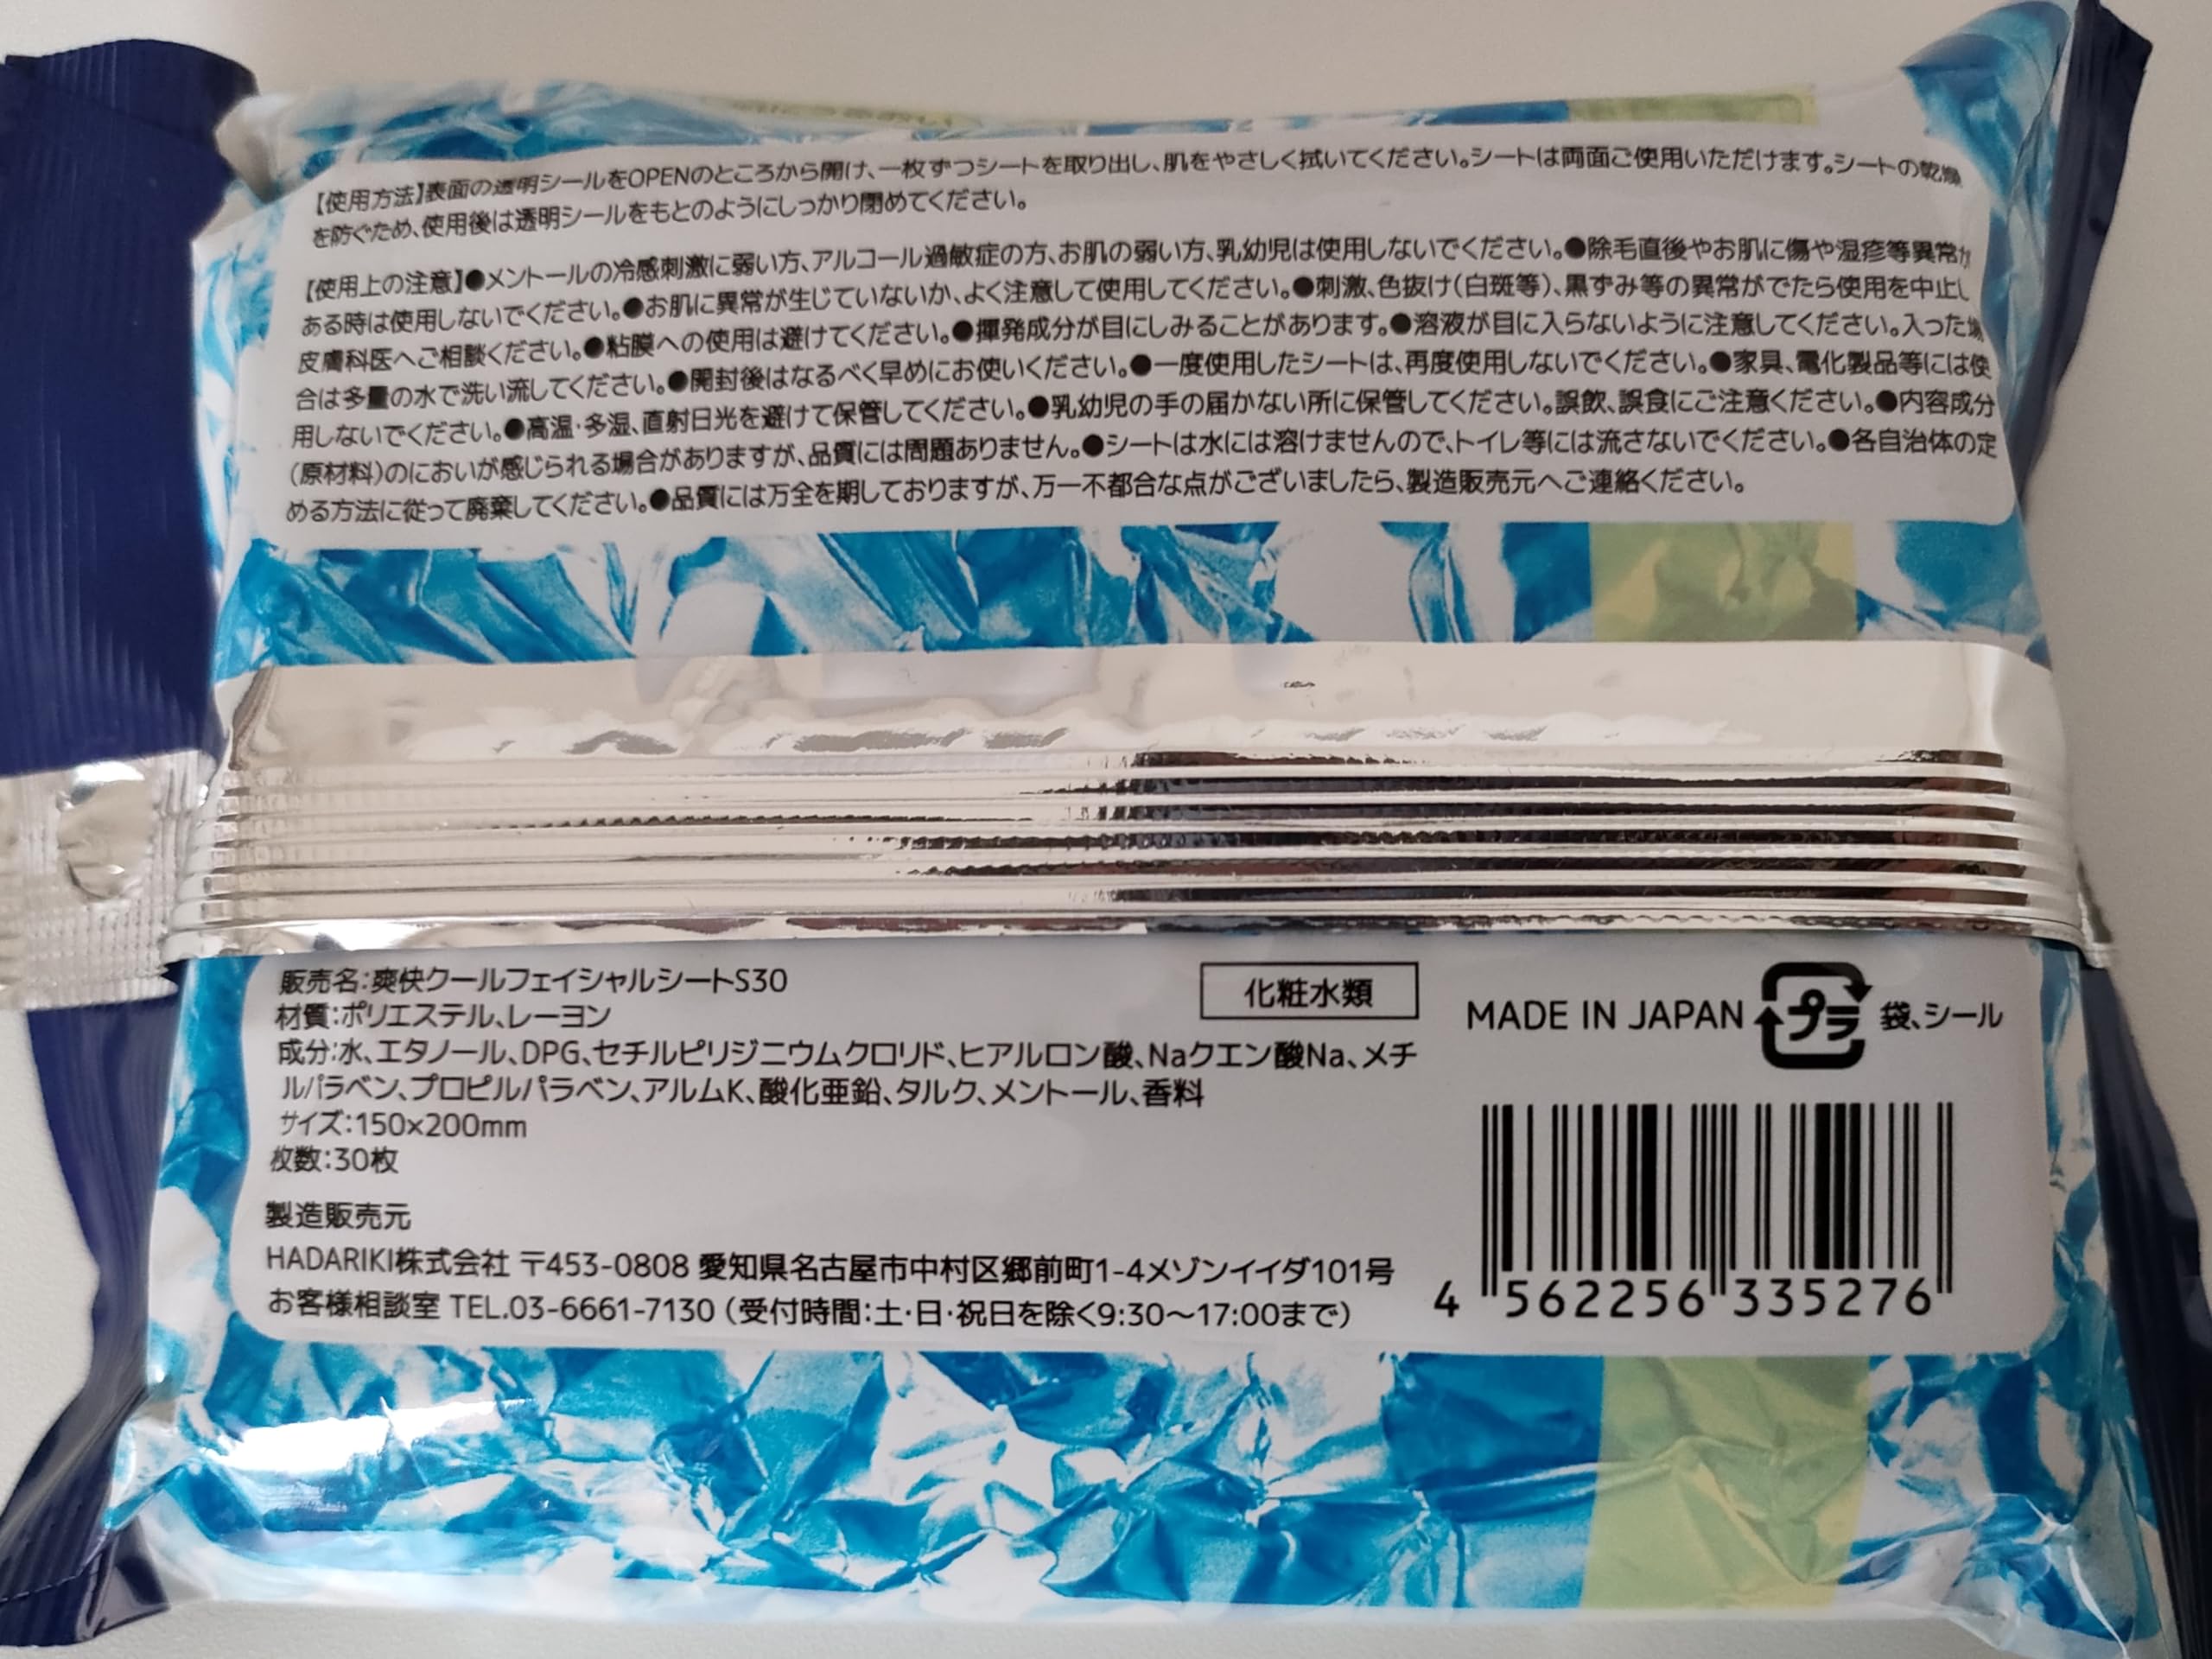 【使用方法】表面の透明シールをOPENのところから開け、一枚ずつシートを取り出し、肌をやさしく拭いてください。シートは両面ご使用いただけます。シートの乾燥
を防ぐため、使用後は透明シールをもとのようにしっかり閉めてください。
【使用上の注意】●メントールの冷感刺激に弱い方、アルコール過敏症の方、お肌の弱い方、乳幼児は使用しないでください。●除毛直後やお肌に傷や湿疹等異常が
ある時は使用しないでください。●お肌に異常が生じていないか、よく注意して使用してください。●刺激、色抜け(白斑等)、黒ずみ等の異常がでたら使用を中止し
皮膚科医へご相談ください。●粘膜への使用は避けてください。●揮発成分が目にしみることがあります。●溶液が目に入らないように注意してください。入った場
合は多量の水で洗い流してください。●開封後はなるべく早めにお使いください。●一度使用したシートは、再度使用しないでください。●家具、電化製品等には使
用しないでください。●高温・多湿、直射日光を避けて保管してください。●乳幼児の手の届かない所に保管してください。誤飲、誤食にご注意ください。●内容成分
(原材料)のにおいが感じられる場合がありますが、品質には問題ありません。●シートは水には溶けませんので、トイレ等には流さないでください。●各自治体の定
める方法に従って廃棄してください。●品質には万全を期しておりますが、万一不都合な点がございましたら、製造販売元へご連絡ください。
販売名:爽快クールフェイシャルシートS30
化粧水類
材質:ポリエステル、レーヨン
MADE IN JAPAN プラ 袋、シール
成分:水、エタノール、DPG、セチルピリジニウムクロリド、ヒアルロン酸、Naクエン酸Na、メチ
ルパラベン、プロピルパラベン、アルムK、酸化亜鉛、タルク、メントール、香料
サイズ:150×200mm
枚数:30枚
製造販売元
HADARIKI株式会社 〒453-0808 愛知県名古屋市中村区郷前町1-4メゾンイイダ101号
お客様相談室 TEL.03-6661-7130(受付時間:土・日・祝日を除く9:30〜17:00まで)
4 562256 335276